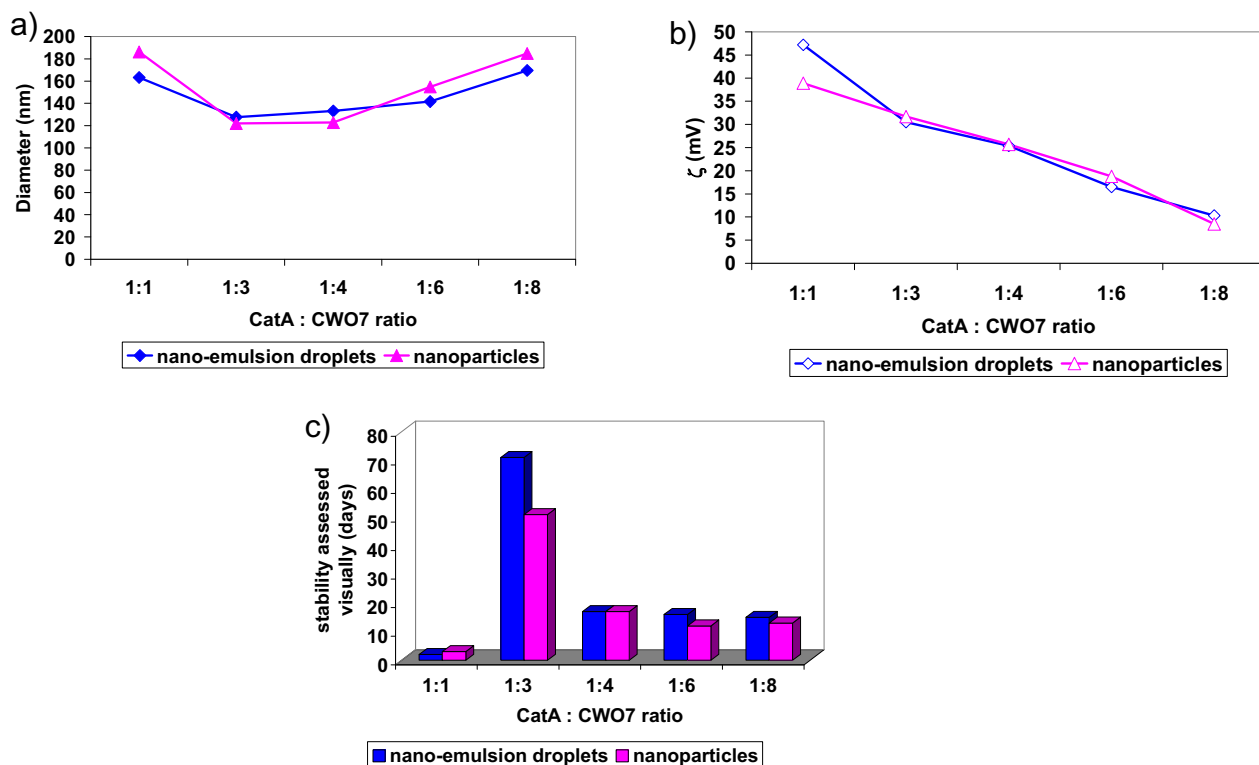 a)
Diameter (nm)
200
180
160
140
120
100
80
60
40
20
0
1:1 1:3 1:4 1:6 1:8
CatA : CWO7 ratio
nano-emulsion droplets nanoparticles
b)
ζ (mV)
50
45
40
35
30
25
20
15
10
5
0
1:1 1:3 1:4 1:6 1:8
CatA : CWO7 ratio
nano-emulsion droplets nanoparticles
c)
stability assessed
visually (days)
80
70
60
50
40
30
20
10
0
1:1 1:3 1:4 1:6 1:8
CatA : CWO7 ratio
nano-emulsion droplets nanoparticles